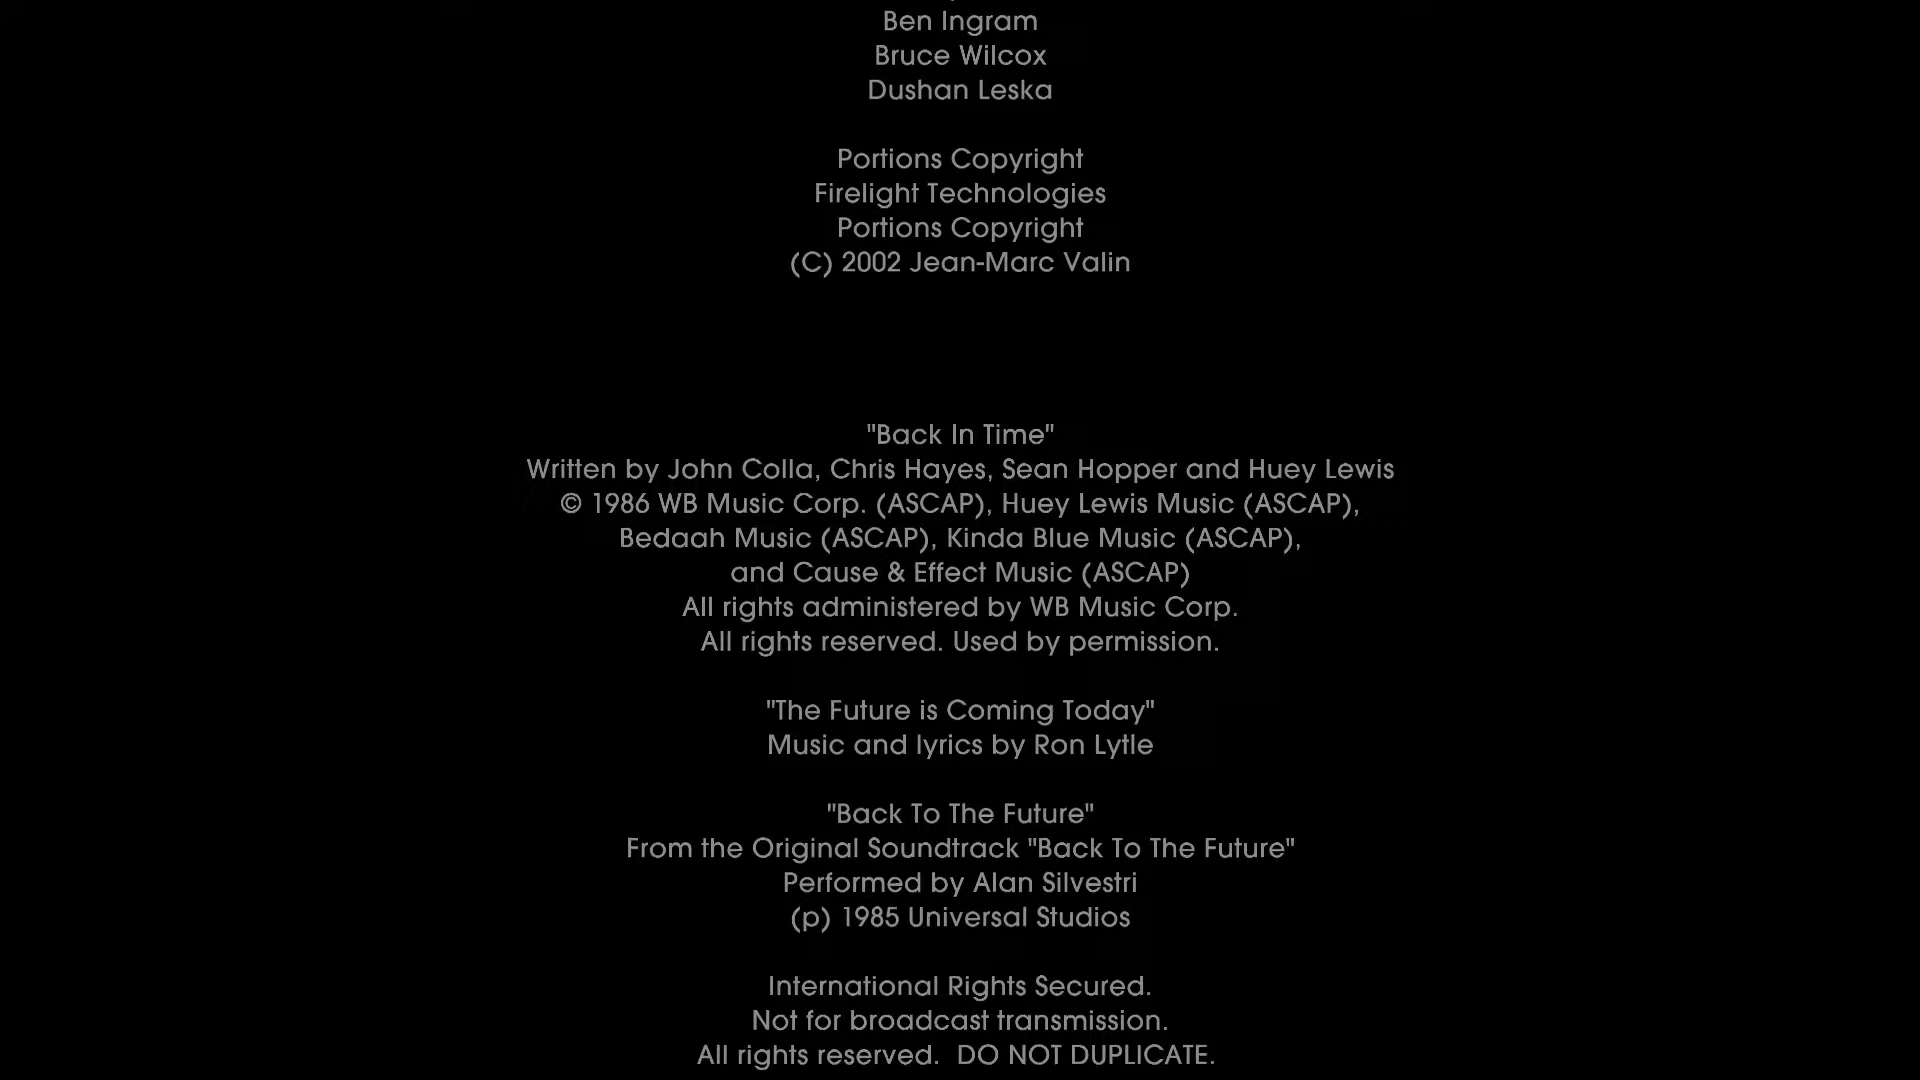 Ben Ingram
Bruce Wilcox
Dushan Leska
Portions Copyright
Firelight Technologies
Portions Copyright
(C) 2002 Jean-Marc Valin
"Back In Time"
Written by John Colla, Chris Hayes, Sean Hopper and Huey Lewis
© 1986 WB Music Corp. (ASCAP), Huey Lewis Music (ASCAP),
Bedaah Music (ASCAP), Kinda Blue Music (ASCAP),
and Cause & Effect Music (ASCAP)
All rights administered by WB Music Corp.
All rights reserved. Used by permission.
"The Future is Coming Today"
Music and lyrics by Ron Lytle
"Back To The Future"
From the Original Soundtrack "Back To The Future"
Performed by Alan Silvestri
(p) 1985 Universal Studios
International Rights Secured.
Not for broadcast transmission.
All rights reserved.  DO NOT DUPLICATE.